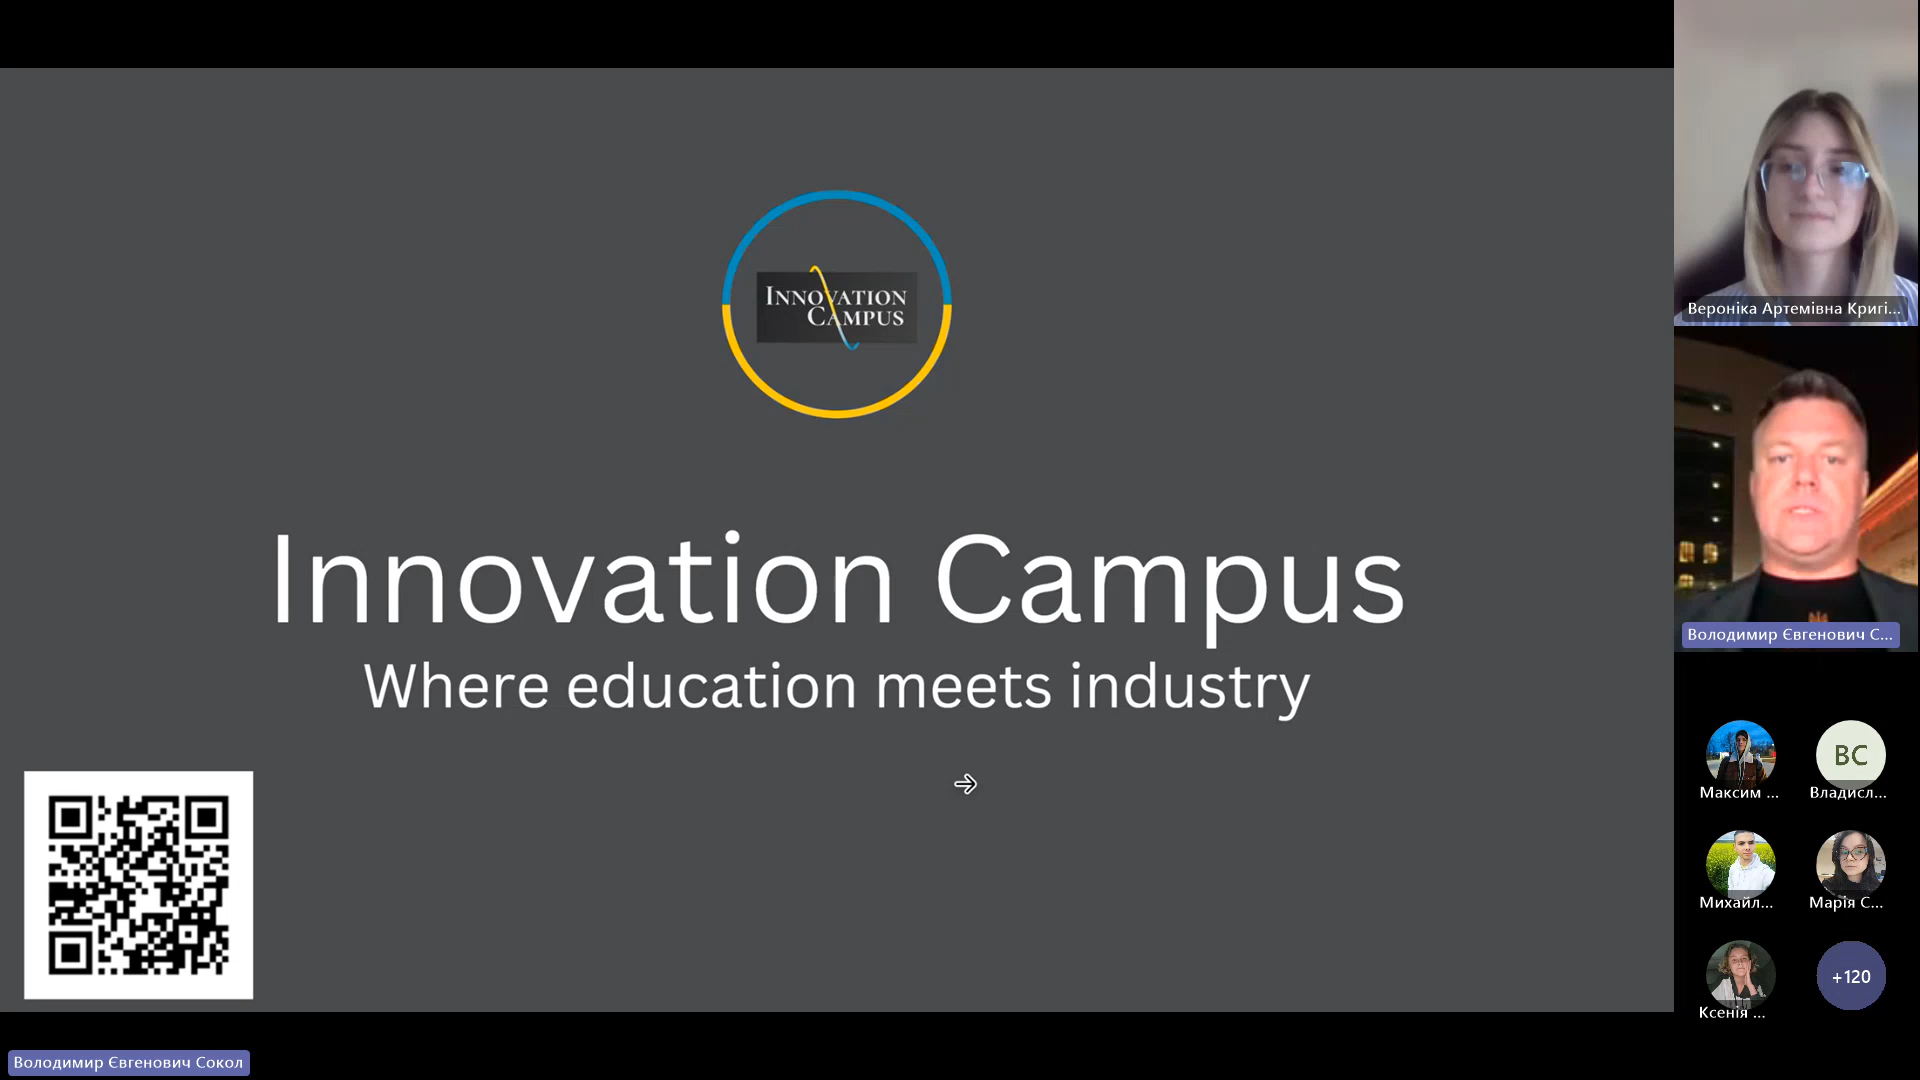 INNOVATION
CAMPUS
Innovation Campus
Where education meets industry
Вероніка Артемівна Кригі...
Володимир Євгенович С...
Максим ...
ВС
Владисл...
Михайл...
Марія С...
Ксенія ...
+120
Володимир Євгенович Сокол